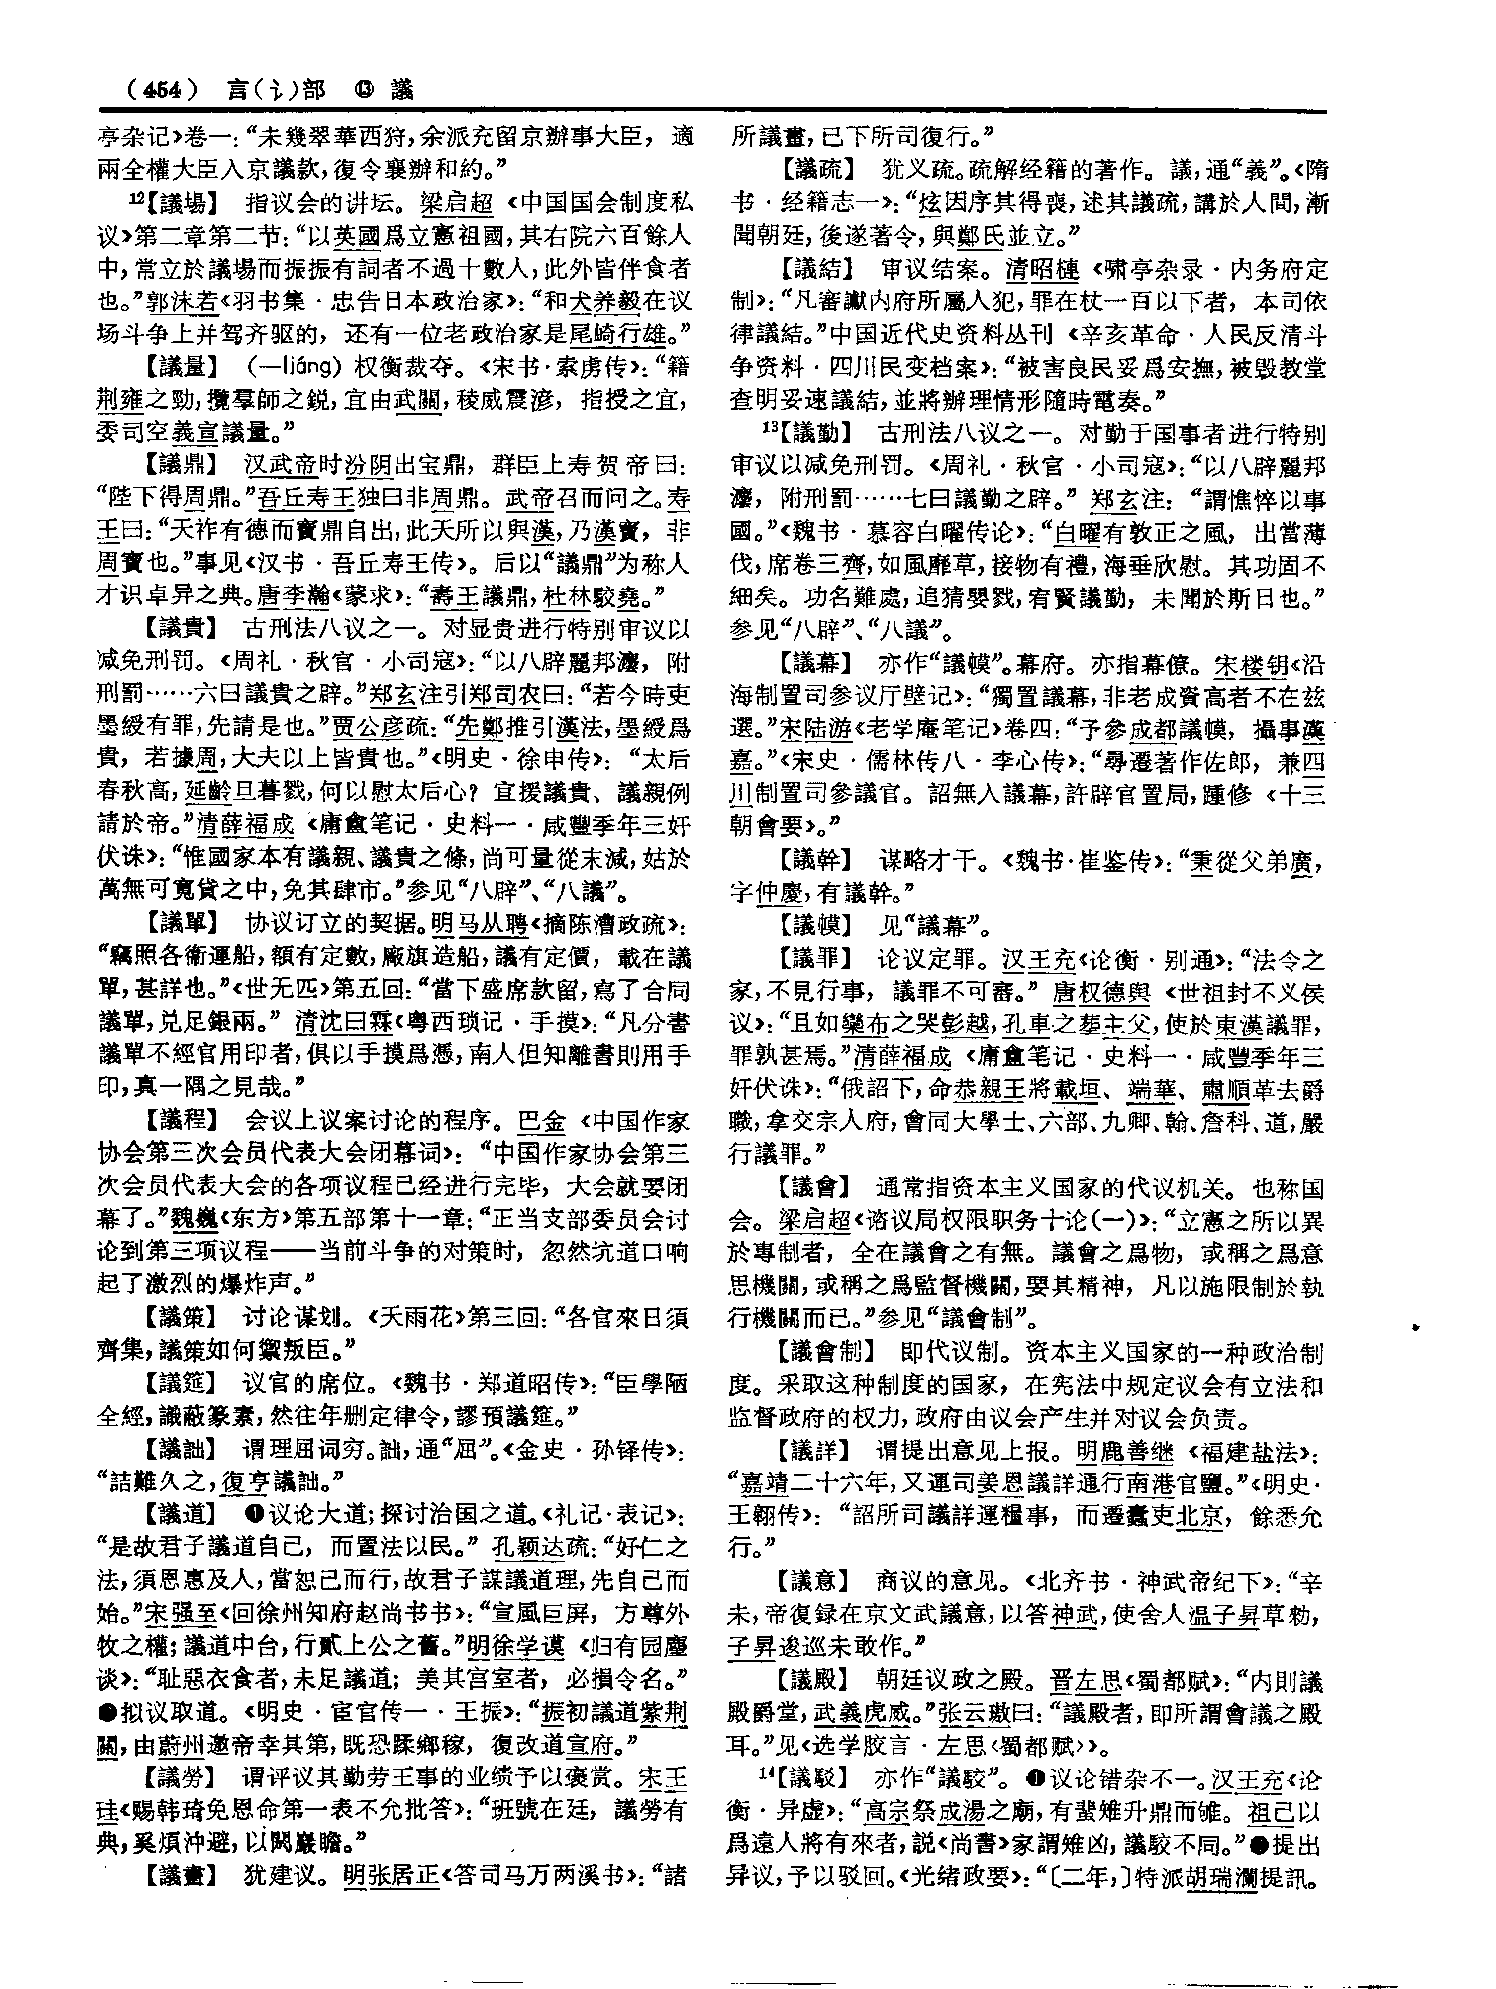 （454） 言(讠)部 ⓭ 議
亭杂记》卷一：“未幾翠華西狩，余派充留京辦事大臣， 適
兩全權大臣入京議款，復令襄辦和約。”
12【議場】 指议会的讲坛。梁启超《中国国会制度私
议》第二章第二节：“以英國爲立憲祖國，其右院六百餘人
中，常立於議場而振振有詞者不過十數人，此外皆伴食者
也。”郭沫若《羽书集·忠告日本政治家》：“和犬养毅在议
场斗争上并驾齐驱的， 还有一位老政治家是尾崎行雄。”
【議量】 （—liáng）权衡裁夺。《宋书·索虏传》：“籍
荆雍之勁，攬羣師之鋭，宜由武關，稜威震滲， 指授之宜，
委司空義宣議量。”
【議鼎】 汉武帝时汾阴出宝鼎， 群臣上寿贺帝曰：
“陛下得周鼎。”吾丘寿王独曰非周鼎。武帝召而问之。寿
王曰：“天祚有德而寶鼎自出，此天所以與漢，乃漢寶， 非
周寶也。”事见《汉书·吾丘寿王传》。后以“議鼎”为称人
才识卓异之典。唐李瀚《蒙求》：“壽王議鼎，杜林駮堯。”
【議貴】 古刑法八议之一。对显贵进行特别审议以
减免刑罚。《周礼·秋官·小司寇》：“以八辟麗邦灋， 附
刑罰……六曰議貴之辟。”郑玄注引郑司农曰：“若今時吏
墨綬有罪，先請是也。”贾公彦疏：“先鄭推引漢法，墨綬爲
貴， 若據周，大夫以上皆貴也。”《明史·徐申传》：“太后
春秋高，延齡旦暮戮，何以慰太后心？宜援議貴、議親例
請於帝。”清薛福成《庸盦笔记·史料一·咸豐季年三奸
伏诛》：“惟國家本有議親、議貴之條，尚可量從末減，姑於
萬無可寬貸之中，免其肆市。”参见“八辟”、“八議”。
【議單】 协议订立的契据。明马从聘《摘陈漕政疏》：
“竊照各衞運船，額有定數，廠旗造船，議有定價， 載在議
單，甚詳也。”《世无匹》第五回：“當下盛席款留，寫了合同
議單，兑足銀兩。”清沈曰霖《粤西琐记·手摸》：“凡分書
議單不經官用印者，俱以手摸爲憑，南人但知離書則用手
印，真一隅之見哉。”
【議程】 会议上议案讨论的程序。巴金《中国作家
协会第三次会员代表大会闭幕词》：“中国作家协会第三
次会员代表大会的各项议程已经进行完毕， 大会就要闭
幕了。”魏巍《东方》第五部第十一章：“正当支部委员会讨
论到第三项议程——当前斗争的对策时， 忽然坑道口响
起了激烈的爆炸声。”
【議策】 讨论谋划。《天雨花》第三回：“各官來日須
齊集，議策如何禦叛臣。”
【議筵】 议官的席位。《魏书·郑道昭传》：“臣學陋
全經，識蔽篆素，然往年删定律令，謬預議筵。”
【議詘】 谓理屈词穷。詘，通“屈”。《金史·孙铎传》：
“詰難久之，復亨議詘。”
【議道】 ❶议论大道；探讨治国之道。《礼记·表记》：
“是故君子議道自己， 而置法以民。”孔颖达疏：“好仁之
法，須恩惠及人，當恕己而行，故君子謀議道理，先自己而
始。”宋强至《回徐州知府赵尚书书》：“宣風巨屏， 方尊外
牧之權；議道中台，行貳上公之舊。”明徐学谟《归有园麈
谈》：“耻惡衣食者，未足議道；美其宫室者， 必損令名。”
●拟议取道。《明史·宦官传一·王振》：“振初議道紫荆
關，由蔚州邀帝幸其第，既恐蹂鄉稼， 復改道宣府。”
【議勞】 谓评议其勤劳王事的业绩予以褒赏。宋王
珪《赐韩琦免恩命第一表不允批答》：“班號在廷， 議勞有
典，奚煩沖避，以闕巖瞻。”
【議畫】 犹建议。明张居正《答司马万两溪书》：“諸
所議畫，已下所司復行。”
【議疏】 犹义疏。疏解经籍的著作。議，通“義”。《隋
书·经籍志一》：“炫因序其得喪，述其議疏，講於人間，漸
聞朝廷，後遂著令，與鄭氏並立。”
【議結】 审议结案。清昭槤《啸亭杂录·内务府定
制》：“凡審讞内府所屬人犯，罪在杖一百以下者， 本司依
律議結。”中国近代史资料丛刊《辛亥革命·人民反清斗
争资料·四川民变档案》：“被害良民妥爲安撫，被毁教堂
查明妥速議結，並將辦理情形隨時電奏。”
13【議勤】 古刑法八议之一。对勤于国事者进行特别
审议以减免刑罚。《周礼·秋官·小司寇》：“以八辟麗邦
灋， 附刑罰……七曰議勤之辟。”郑玄注：“謂憔悴以事
國。”《魏书·慕容白曜传论》：“白曜有敦正之風， 出當薄
伐，席卷三齊，如風靡草，接物有禮，海垂欣慰。其功固不
細矣。功名難處，追猜嬰戮，宥賢議勤， 未聞於斯日也。”
参见“八辟”、“八議”。
【議幕】 亦作“議幙”。幕府。亦指幕僚。宋楼钥《沿
海制置司参议厅壁记》：“獨置議幕，非老成資高者不在兹
選。”宋陆游《老学庵笔记》卷四：“予參成都議幙， 攝事漢
嘉。”《宋史·儒林传八·李心传》：“尋遷著作佐郎， 兼四
川制置司參議官。詔無入議幕，許辟官置局，踵修《十三
朝會要》。”
【議幹】 谋略才干。《魏书·崔鉴传》：“秉從父弟廣，
字仲慶，有議幹。”
【議幙】 见“議幕”。
【議罪】 论议定罪。汉王充《论衡·别通》：“法令之
家，不見行事， 議罪不可審。”唐权德舆《世祖封不义侯
议》：“且如欒布之哭彭越，孔車之葬主父，使於東漢議罪，
罪孰甚焉。”清薛福成《庸盦笔记·史料一·咸豐季年三
奸伏诛》：“俄詔下，命恭親王將載垣、端華、肅順革去爵
職，拿交宗人府，會同大學士、六部、九卿、翰、詹科、道，嚴
行議罪。”
【議會】 通常指资本主义国家的代议机关。也称国
会。梁启超《谘议局权限职务十论（一）》：“立憲之所以異
於專制者， 全在議會之有無。議會之爲物， 或稱之爲意
思機關，或稱之爲監督機關，要其精神， 凡以施限制於執
行機關而已。”参见“議會制”。
【議會制】 即代议制。资本主义国家的一种政治制
度。采取这种制度的国家， 在宪法中规定议会有立法和
监督政府的权力，政府由议会产生并对议会负责。
【議詳】 谓提出意见上报。明鹿善继《福建盐法》：
“嘉靖二十六年，又運司姜恩議詳通行南港官鹽。”《明史·
王翱传》：“詔所司議詳運糧事， 而遷蠹吏北京， 餘悉允
行。”
【議意】 商议的意见。《北齐书·神武帝纪下》：“辛
未，帝復録在京文武議意，以答神武，使舍人温子昇草勑，
子昇逡巡未敢作。”
【議殿】 朝廷议政之殿。晋左思《蜀都赋》：“内則議
殿爵堂，武義虎威。”张云璈曰：“議殿者，即所謂會議之殿
耳。”见《选学胶言·左思〈蜀都赋〉》。
14【議駁】 亦作“議駮”。❶议论错杂不一。汉王充《论
衡·异虚》：“高宗祭成湯之廟，有蜚雉升鼎而雊。祖己以
爲遠人將有來者，説《尚書》家謂雉凶，議駮不同。”●提出
异议，予以驳回。《光绪政要》：“〔二年，〕特派胡瑞瀾提訊。